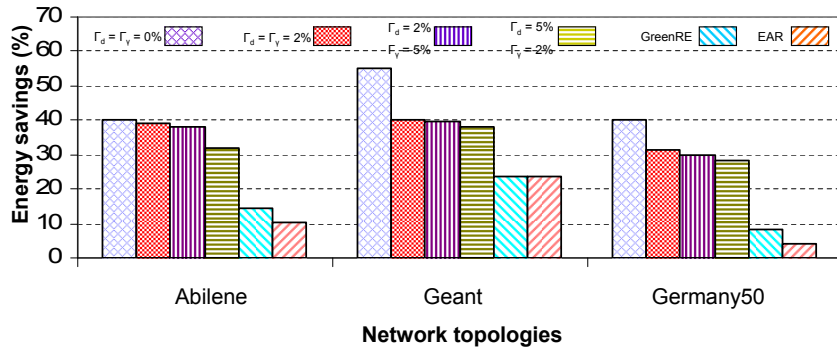 Energy savings (%)
70
60
50
40
30
20
10
0
Γd = Γγ = 0%
Γd = Γγ = 2%
Γd = 2%
Γγ = 5%
Γd = 5%
Γγ = 2%
GreenRE
EAR
Abilene
Geant
Germany50
Network topologies